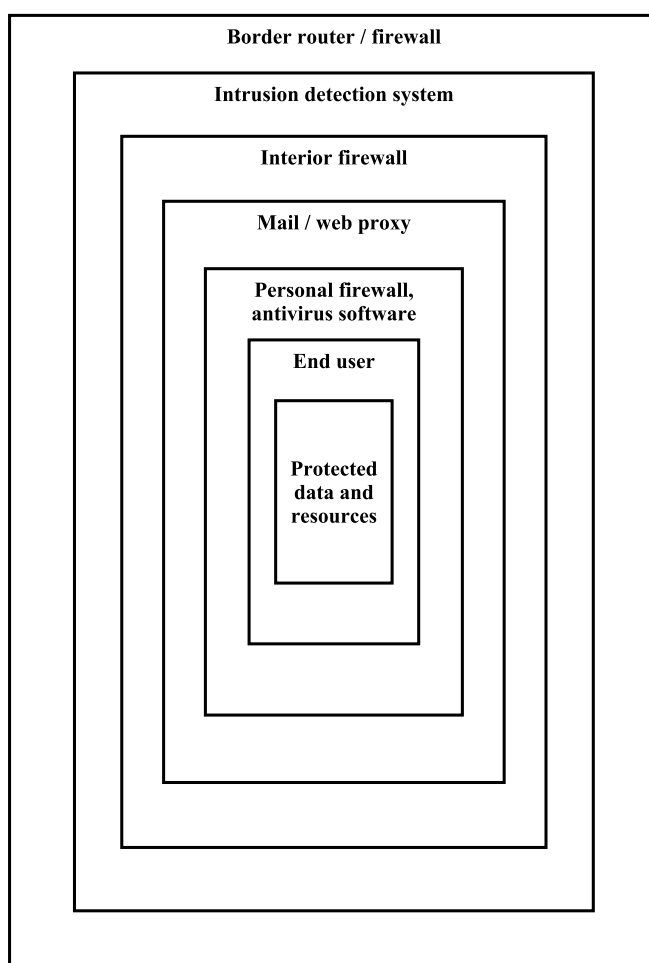 Border router / firewall
Intrusion detection system
Interior firewall
Mail / web proxy
Personal firewall,
antivirus software
End user
Protected
data and
resources